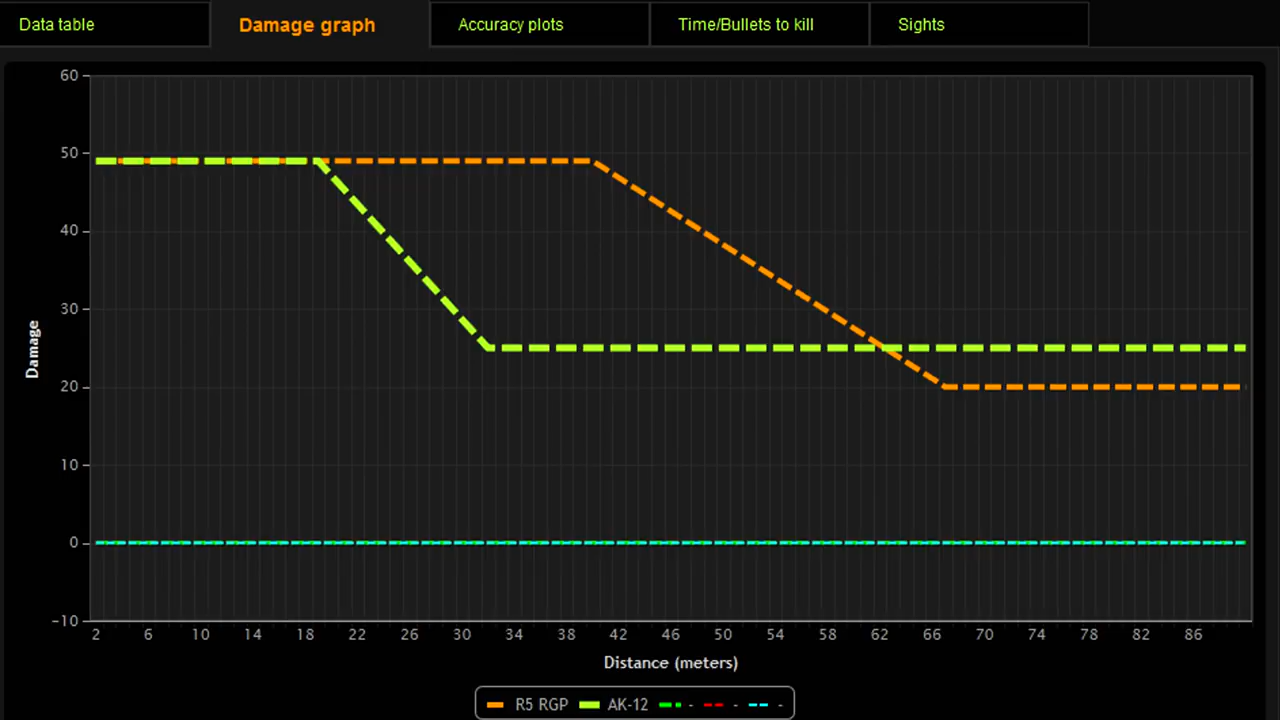 Data table Damage graph Accuracy plots Time/Bullets to kill Sights
60
50
40
30
20
10
0
-10
Damage
2 6 10 14 18 22 26 30 34 38 42 46 50 54 58 62 66 70 74 78 82 86
Distance (meters)
R5 RGP AK-12 - - -